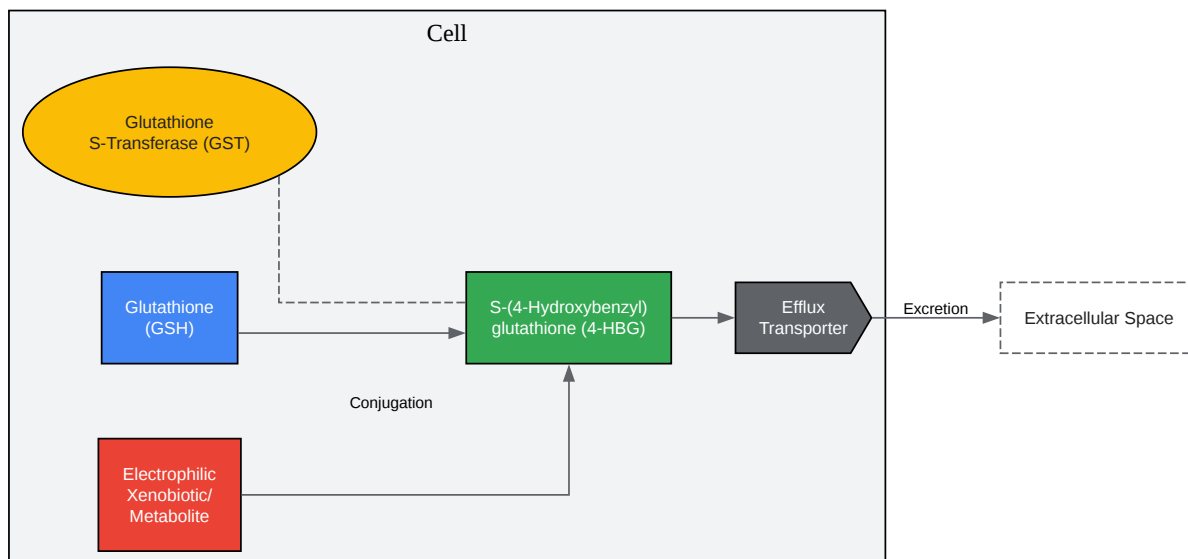 Cell
Glutathione
S-Transferase (GST)
Glutathione
(GSH)
S-(4-Hydroxybenzyl)
glutathione (4-HBG)
Efflux
Transporter
Excretion
Extracellular Space
Conjugation
Electrophilic
Xenobiotic/
Metabolite